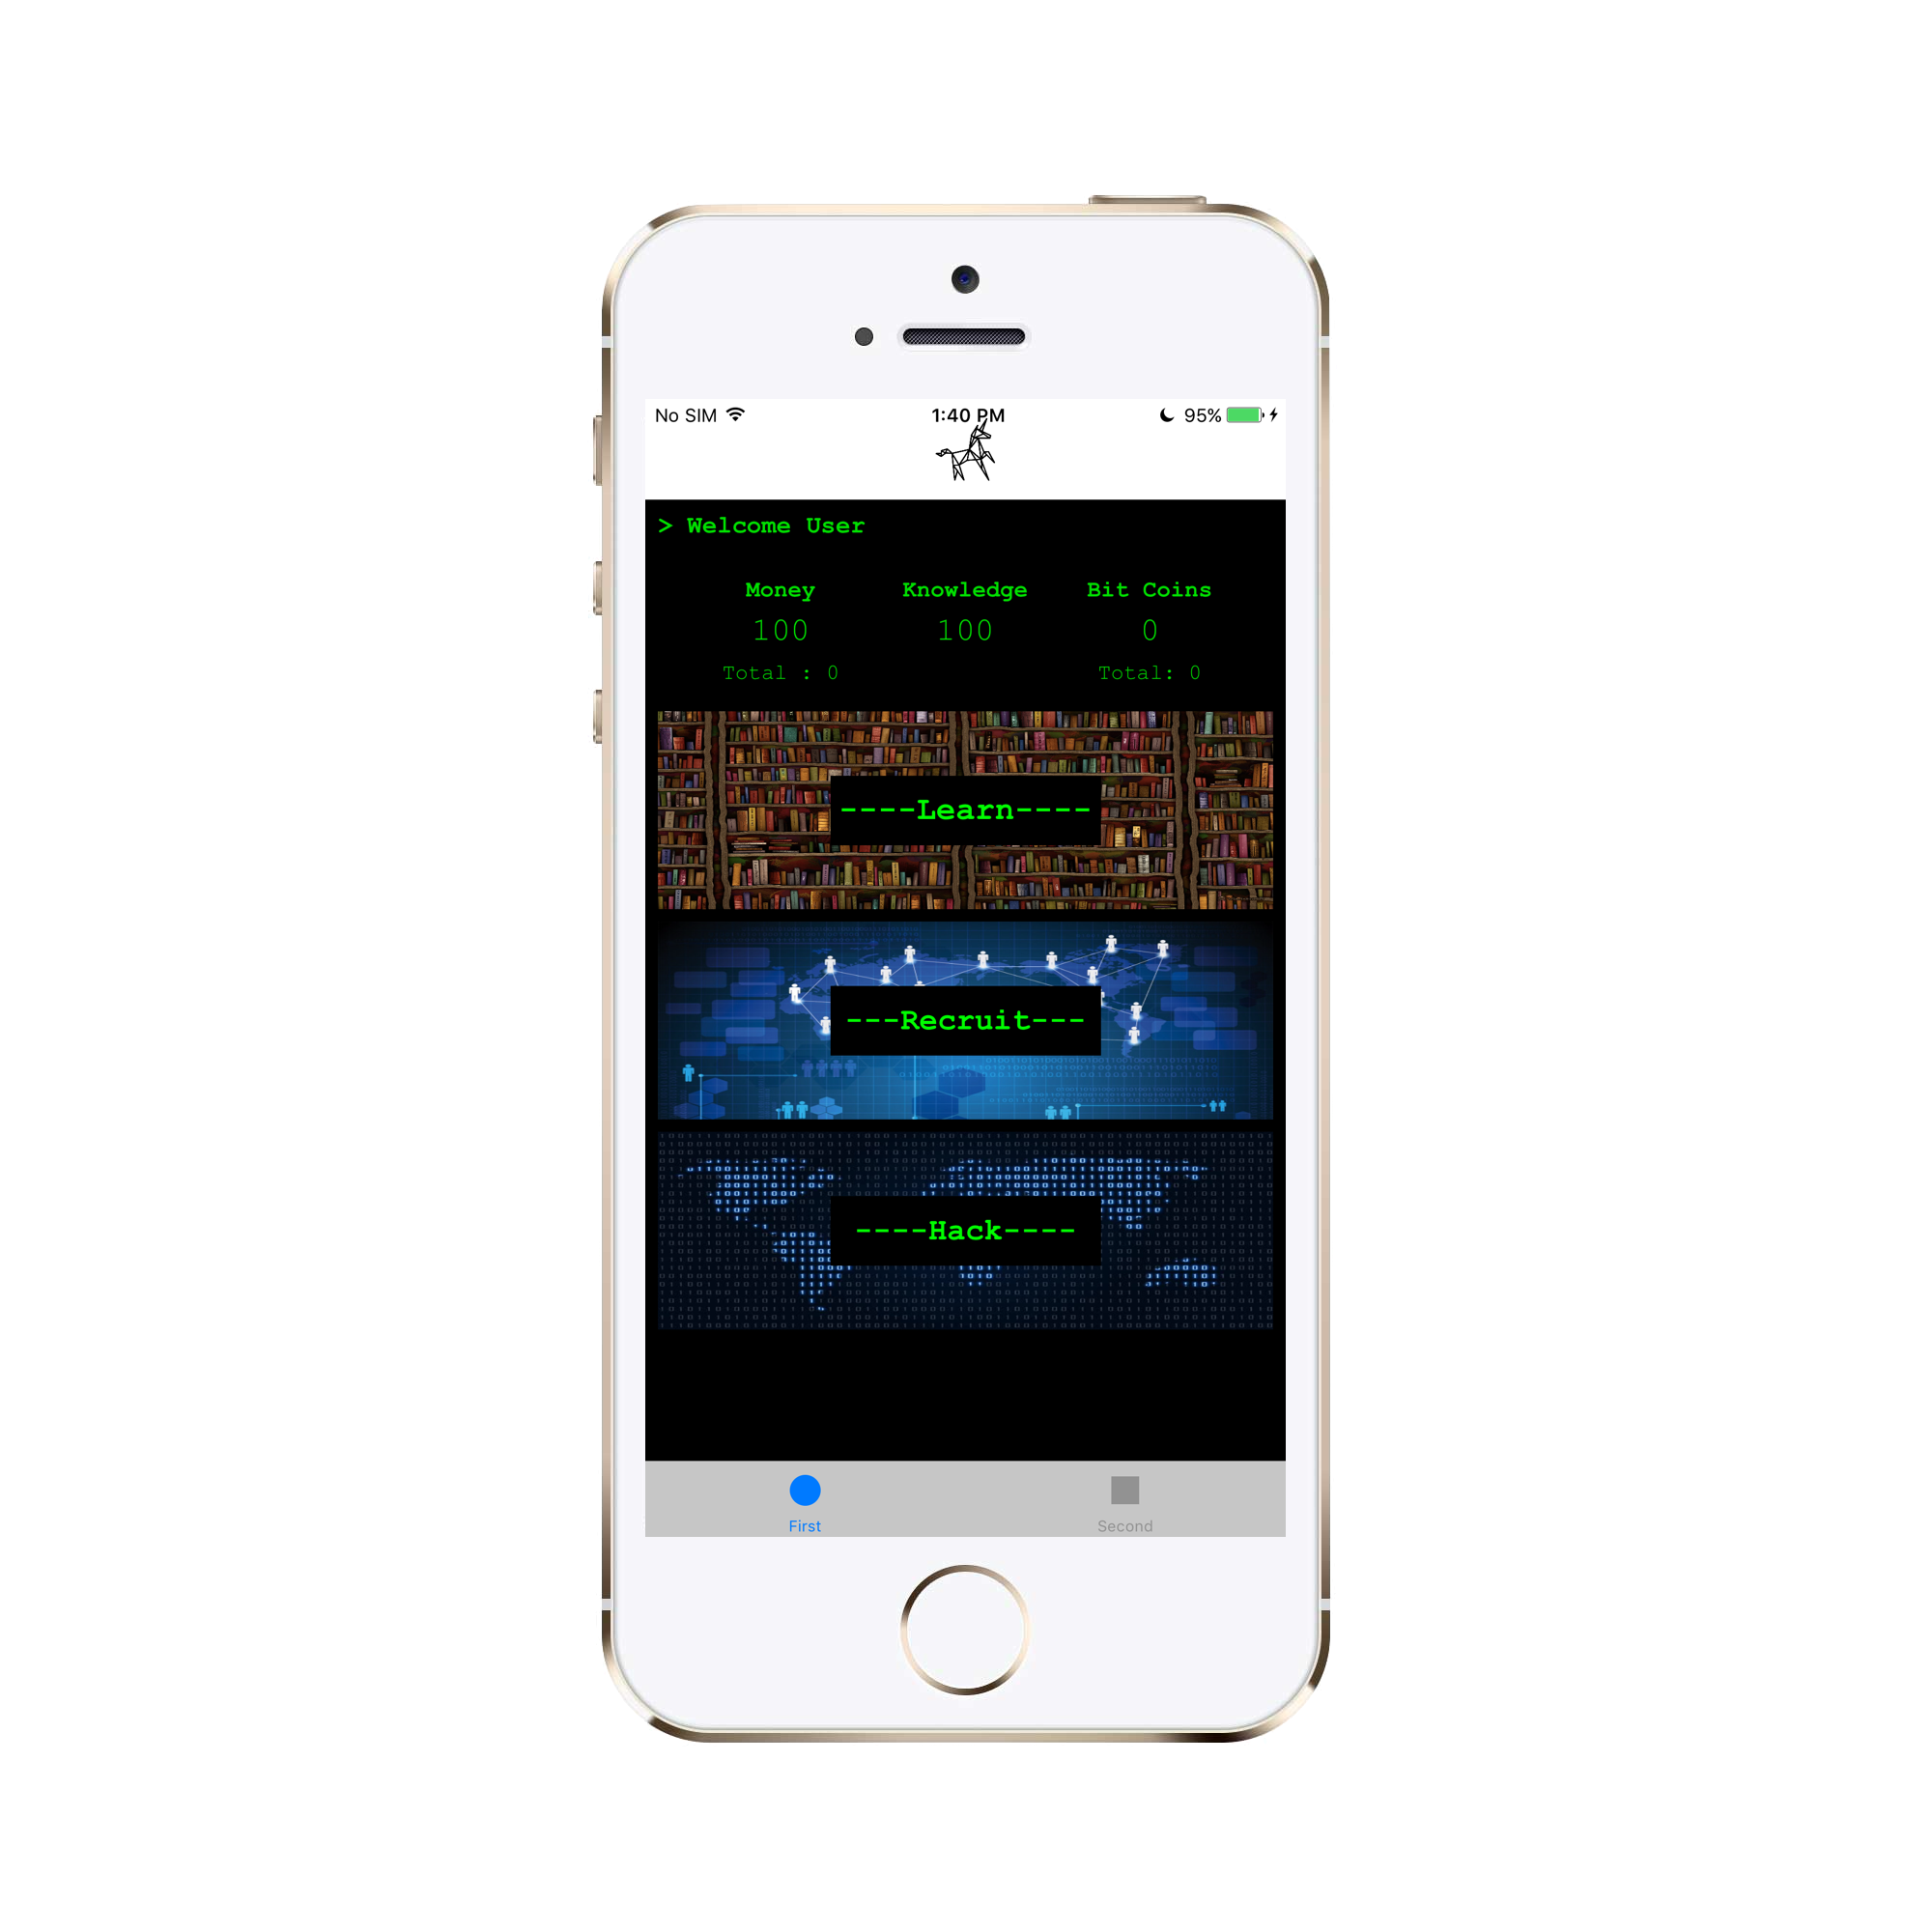 No SIM 1:40 PM 95%
> Welcome User
Money Knowledge Bit Coins
100 100 0
Total : 0 Total: 0
----Learn----
---Recruit---
----Hack----
First Second